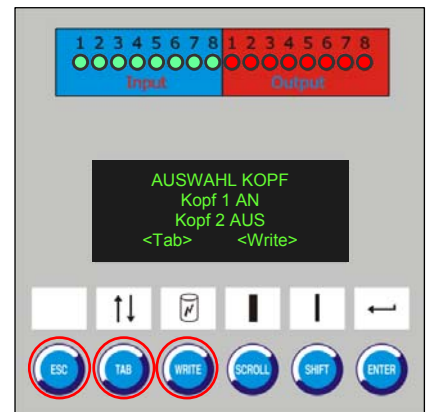 1 2 3 4 5 6 7 8 1 2 3 4 5 6 7 8
Input Output
AUSWAHL KOPF
Kopf 1 AN
Kopf 2 AUS
<Tab> <Write>
ESC TAB WRITE SCROLL SHIFT ENTER